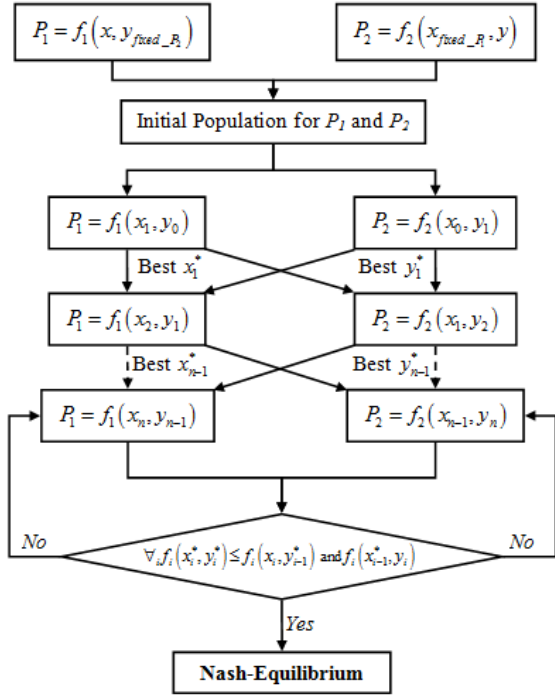 P₁ = f₁(x, y_fixed_P₂)
P₂ = f₂(x_fixed_P₁, y)
Initial Population for P₁ and P₂
P₁ = f₁(x₁, y₀)
P₂ = f₂(x₀, y₁)
Best x₁*
Best y₁*
P₁ = f₁(x₂, y₁)
P₂ = f₂(x₁, y₂)
Best x*ₙ₋₁
Best y*ₙ₋₁
P₁ = f₁(xₙ, yₙ₋₁)
P₂ = f₂(xₙ₋₁, yₙ)
No
∀ᵢ fᵢ(xᵢ*, yᵢ*) ≤ fᵢ(xᵢ, y*ᵢ₋₁) and fᵢ(x*ᵢ₋₁, yᵢ)
No
Yes
Nash-Equilibrium